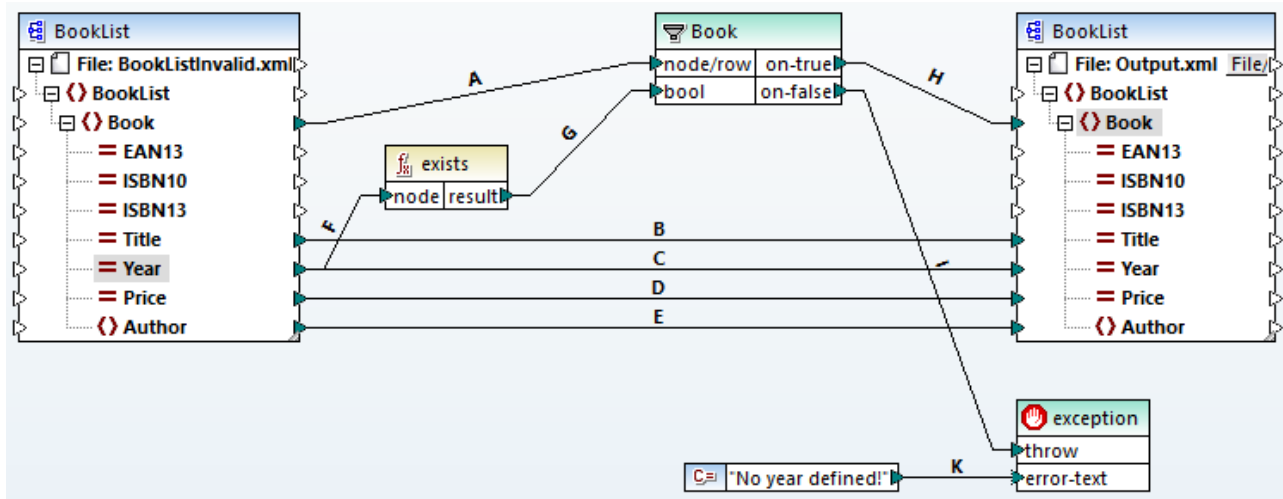 BookList
File: BookListInvalid.xml
BookList
Book
EAN13
ISBN10
ISBN13
Title
Year
Price
Author
A
F
exists
node result
G
Book
node/row on-true
bool on-false
H
B
C
D
E
I
BookList
File: Output.xml File/
BookList
Book
EAN13
ISBN10
ISBN13
Title
Year
Price
Author
C= "No year defined!"
K
exception
throw
error-text